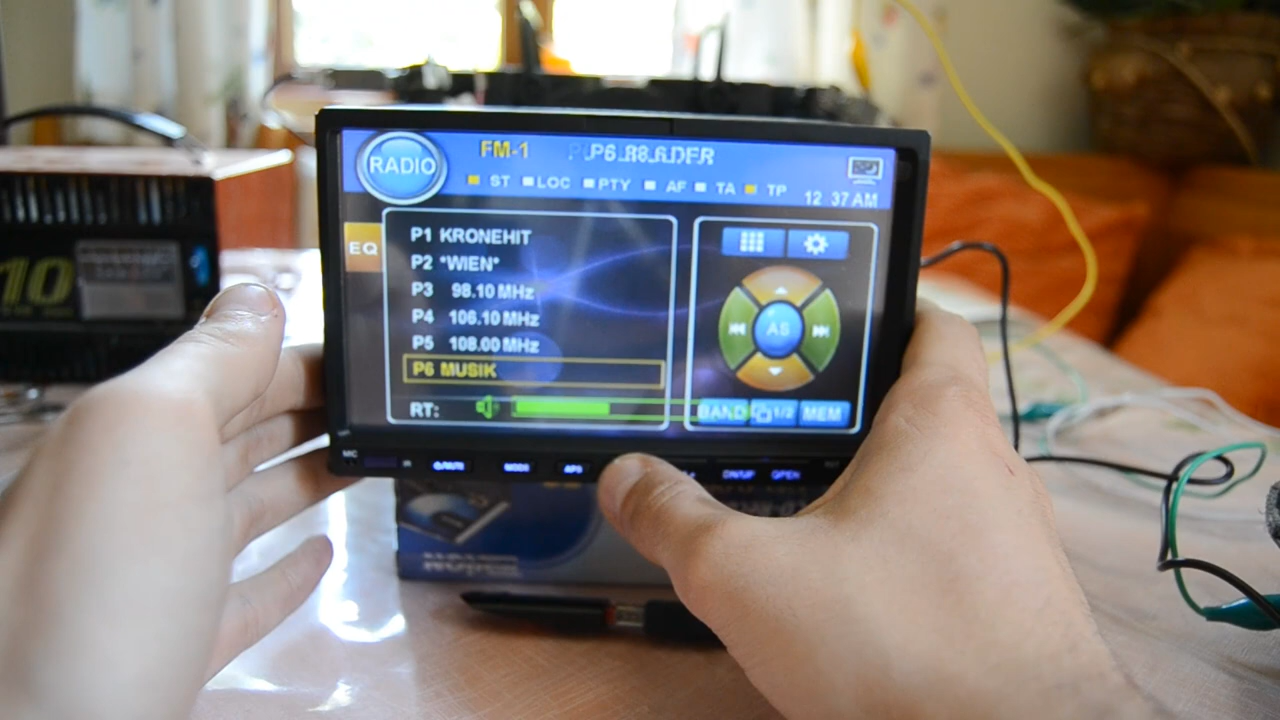 RADIO
FM-1
ST LOC PTY AF TA TP
12 37 AM
EQ
P1 KRONEHIT
P2 *WIEN*
P3 98.10 MHz
P4 106.10 MHz
P5 108.00 MHz
P6 MUSIK
RT:
AS
BAND 1/2 MEM
MIC
MODE
APS
OPEN
10